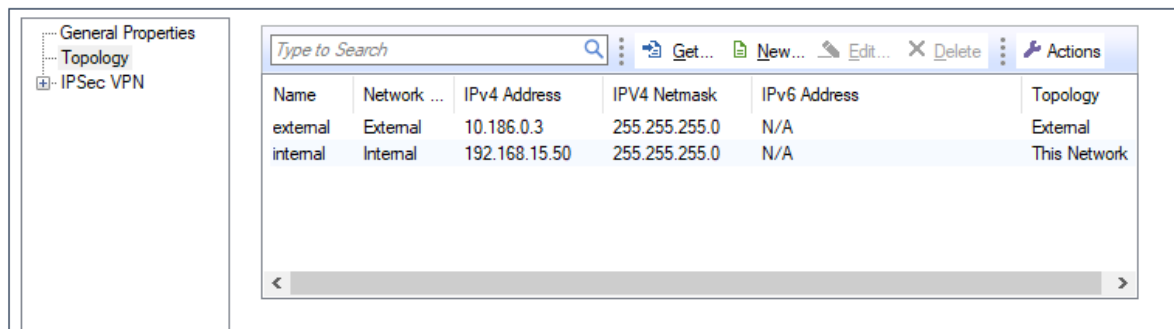 General Properties
Topology
IPSec VPN
Type to Search Get... New... Edit... Delete Actions
Name Network ... IPv4 Address IPV4 Netmask IPv6 Address Topology
external External 10.186.0.3 255.255.255.0 N/A External
internal Internal 192.168.15.50 255.255.255.0 N/A This Network